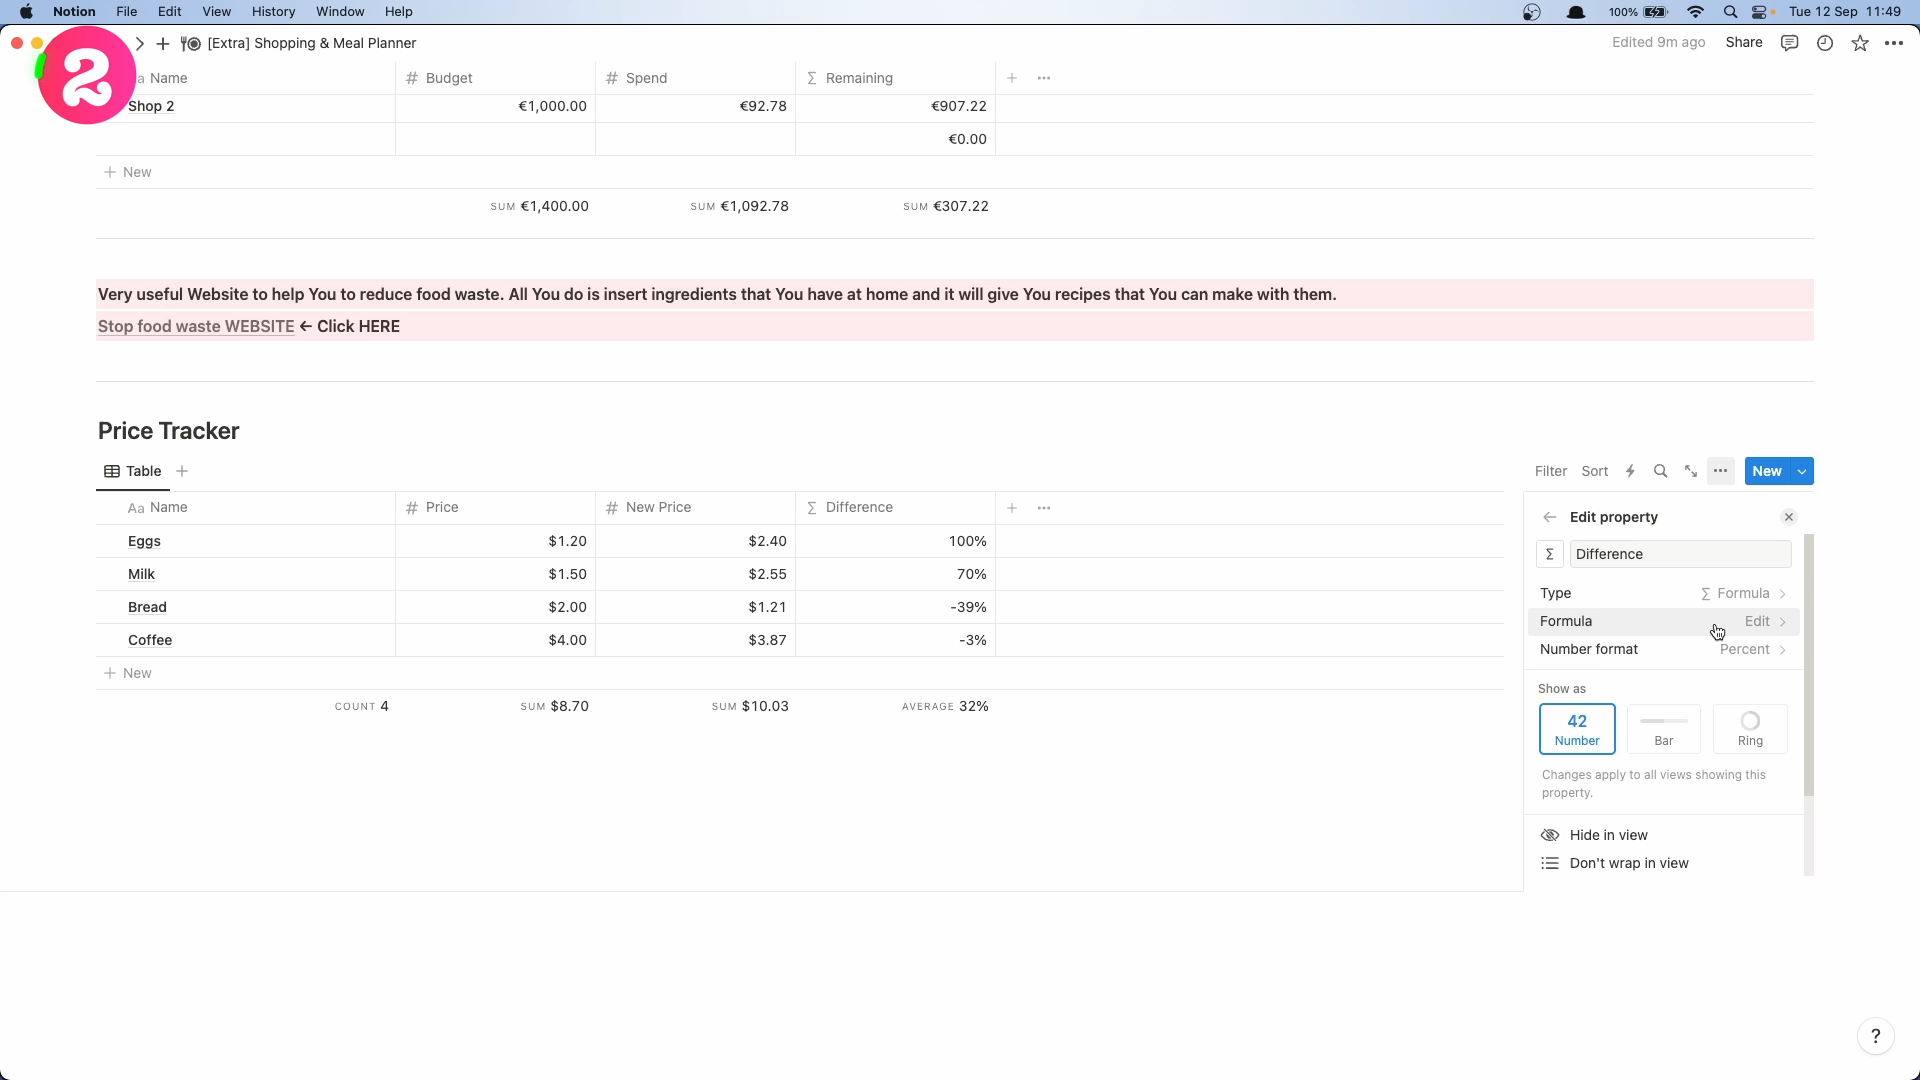 Notion File Edit View History Window Help 100% Tue 12 Sep 11:49
[Extra] Shopping & Meal Planner Edited 9m ago Share
2
Aa Name # Budget # Spend Σ Remaining + ···
Shop 2 €1,000.00 €92.78 €907.22
€0.00
+ New
SUM €1,400.00 SUM €1,092.78 SUM €307.22
Very useful Website to help You to reduce food waste. All You do is insert ingredients that You have at home and it will give You recipes that You can make with them.
Stop food waste WEBSITE ← Click HERE
Price Tracker
Table + Filter Sort ··· New
Aa Name # Price # New Price Σ Difference + ···
Eggs $1.20 $2.40 100%
Milk $1.50 $2.55 70%
Bread $2.00 $1.21 -39%
Coffee $4.00 $3.87 -3%
+ New
COUNT 4 SUM $8.70 SUM $10.03 AVERAGE 32%
← Edit property
Σ Difference
Type Σ Formula
Formula Edit
Number format Percent
Show as
42
Number Bar Ring
Changes apply to all views showing this
property.
Hide in view
Don't wrap in view
?